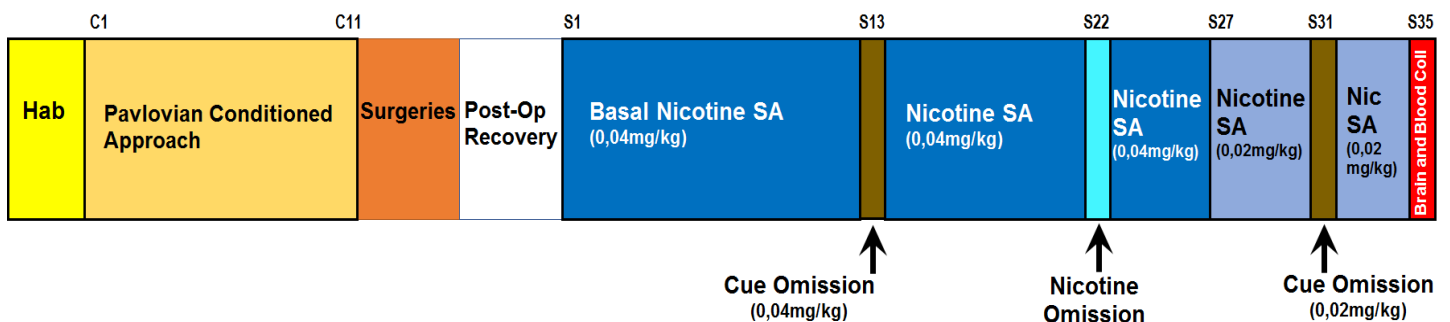 C1 C11 S1 S13 S22 S27 S31 S35
Hab
Pavlovian Conditioned
Approach
Surgeries
Post-Op
Recovery
Basal Nicotine SA
(0,04mg/kg)
Nicotine SA
(0,04mg/kg)
Nicotine
SA
(0,04mg/kg)
Nicotine
SA
(0,02mg/kg)
Nic
SA
(0,02
mg/kg)
Brain and Blood Coll
Cue Omission
(0,04mg/kg)
Nicotine
Omission
Cue Omission
(0,02mg/kg)